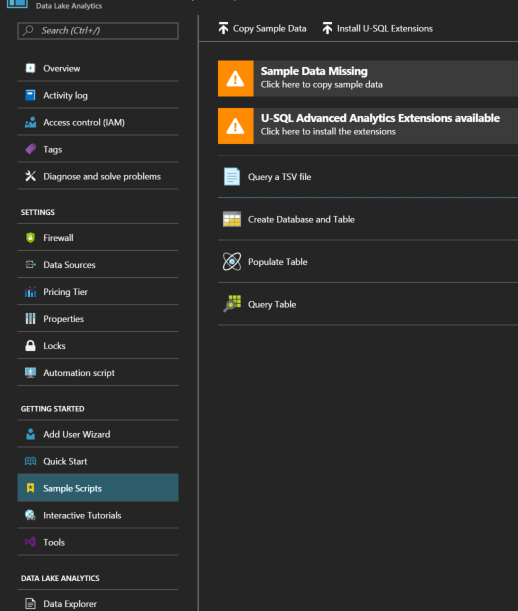 Data Lake Analytics
Search (Ctrl+/)
Overview
Activity log
Access control (IAM)
Tags
Diagnose and solve problems
SETTINGS
Firewall
Data Sources
Pricing Tier
Properties
Locks
Automation script
GETTING STARTED
Add User Wizard
Quick Start
Sample Scripts
Interactive Tutorials
Tools
DATA LAKE ANALYTICS
Data Explorer
Copy Sample Data
Install U-SQL Extensions
Sample Data Missing
Click here to copy sample data
U-SQL Advanced Analytics Extensions available
Click here to install the extensions
Query a TSV file
Create Database and Table
Populate Table
Query Table